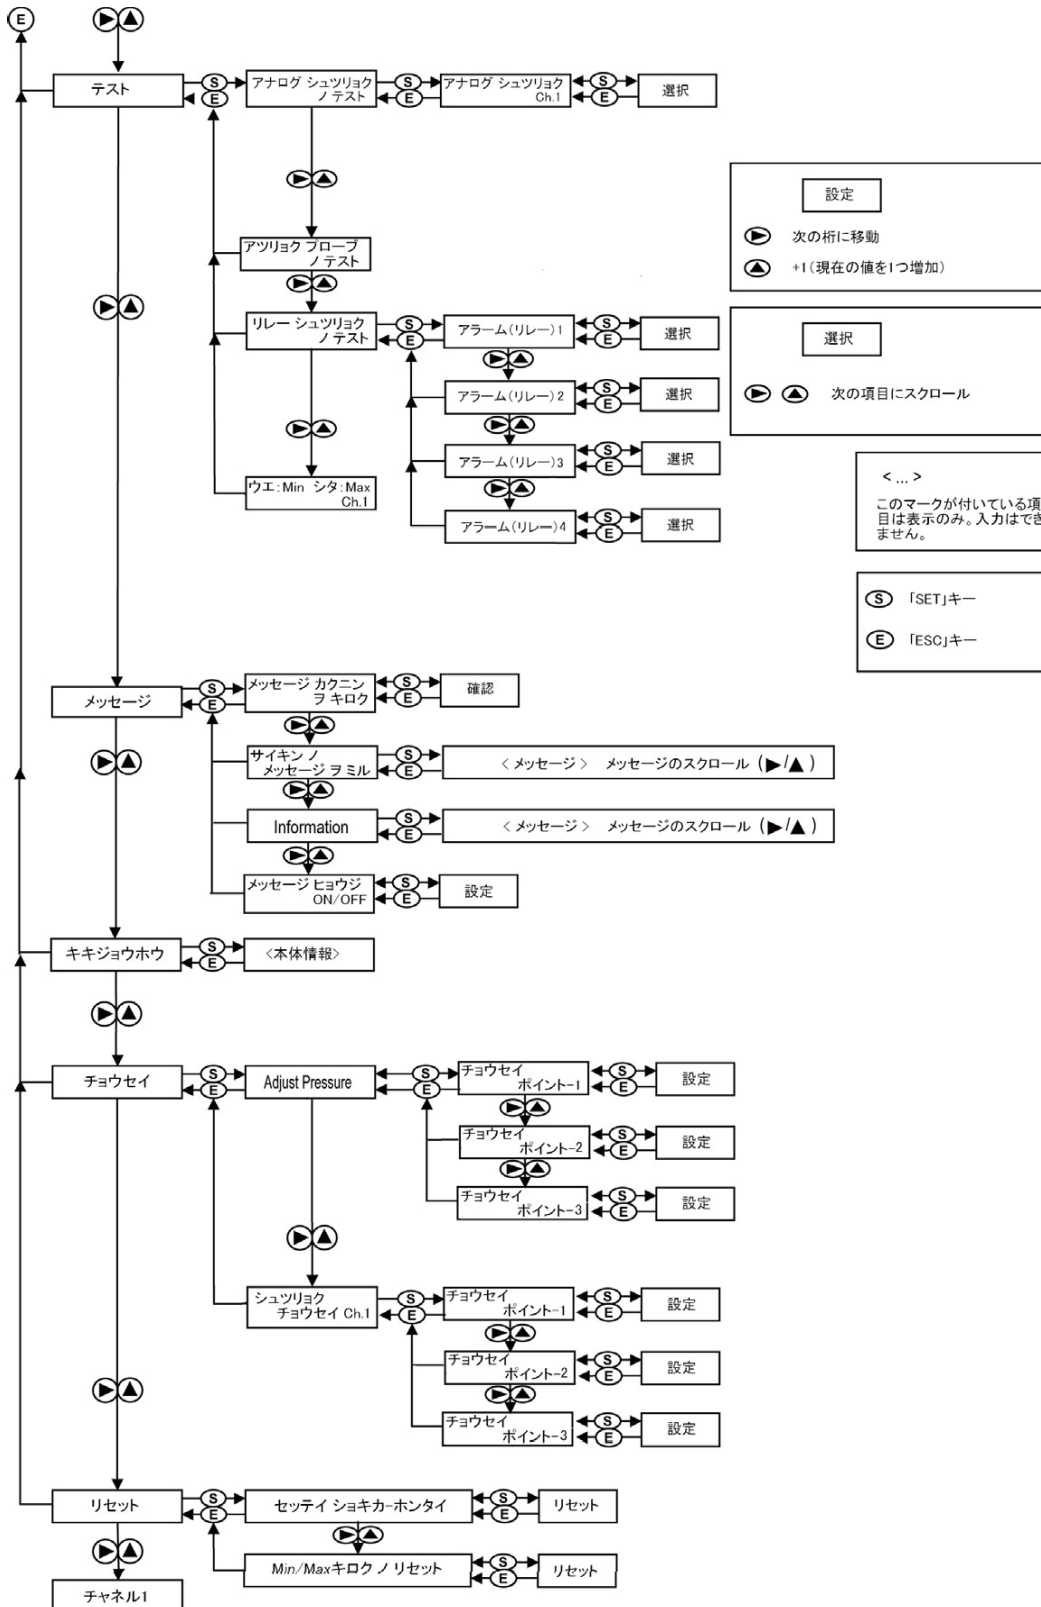 E
テスト
S
E
アナログ シュツリョク
ノ テスト
S
E
アナログ シュツリョク
Ch.1
S
E
選択
アツリョク プローブ
ノ テスト
リレー シュツリョク
ノ テスト
S
E
アラーム(リレー)1
S
E
選択
アラーム(リレー)2
S
E
選択
アラーム(リレー)3
S
E
選択
アラーム(リレー)4
S
E
選択
ウエ:Min シタ:Max
Ch.1
設定
次の桁に移動
+1(現在の値を1つ増加)
選択
次の項目にスクロール
<...>
このマークが付いている項
目は表示のみ。入力はでき
ません。
S 「SET」キー
E 「ESC」キー
メッセージ
S
E
メッセージ カクニン
ヲ キロク
S
E
確認
サイキン ノ
メッセージ ヲ ミル
S
E
<メッセージ> メッセージのスクロール (▶/▲)
Information
S
E
<メッセージ> メッセージのスクロール (▶/▲)
メッセージ ヒョウジ
ON/OFF
S
E
設定
キキジョウホウ
S
E
<本体情報>
チョウセイ
S
E
Adjust Pressure
S
E
チョウセイ
ポイント-1
S
E
設定
チョウセイ
ポイント-2
S
E
設定
チョウセイ
ポイント-3
S
E
設定
シュツリョク
チョウセイ Ch.1
S
E
チョウセイ
ポイント-1
S
E
設定
チョウセイ
ポイント-2
S
E
設定
チョウセイ
ポイント-3
S
E
設定
リセット
S
E
セッテイ ショキカ-ホンタイ
S
E
リセット
Min/Maxキロク ノ リセット
S
E
リセット
チャネル1